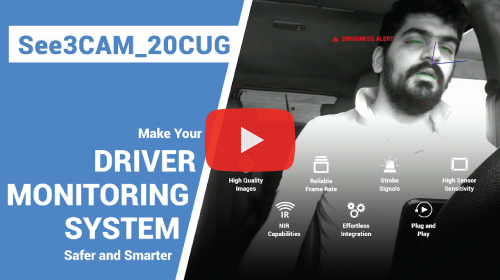 See3CAM_20CUG
DROWSINESS ALERT
Make Your
DRIVER
MONITORING
SYSTEM
Safer and Smarter
High Quality
Images
Reliable
Frame Rate
Strobe
Signals
High Sensor
Sensitivity
IR
NIR
Capabilities
Effortless
Integration
Plug and
Play